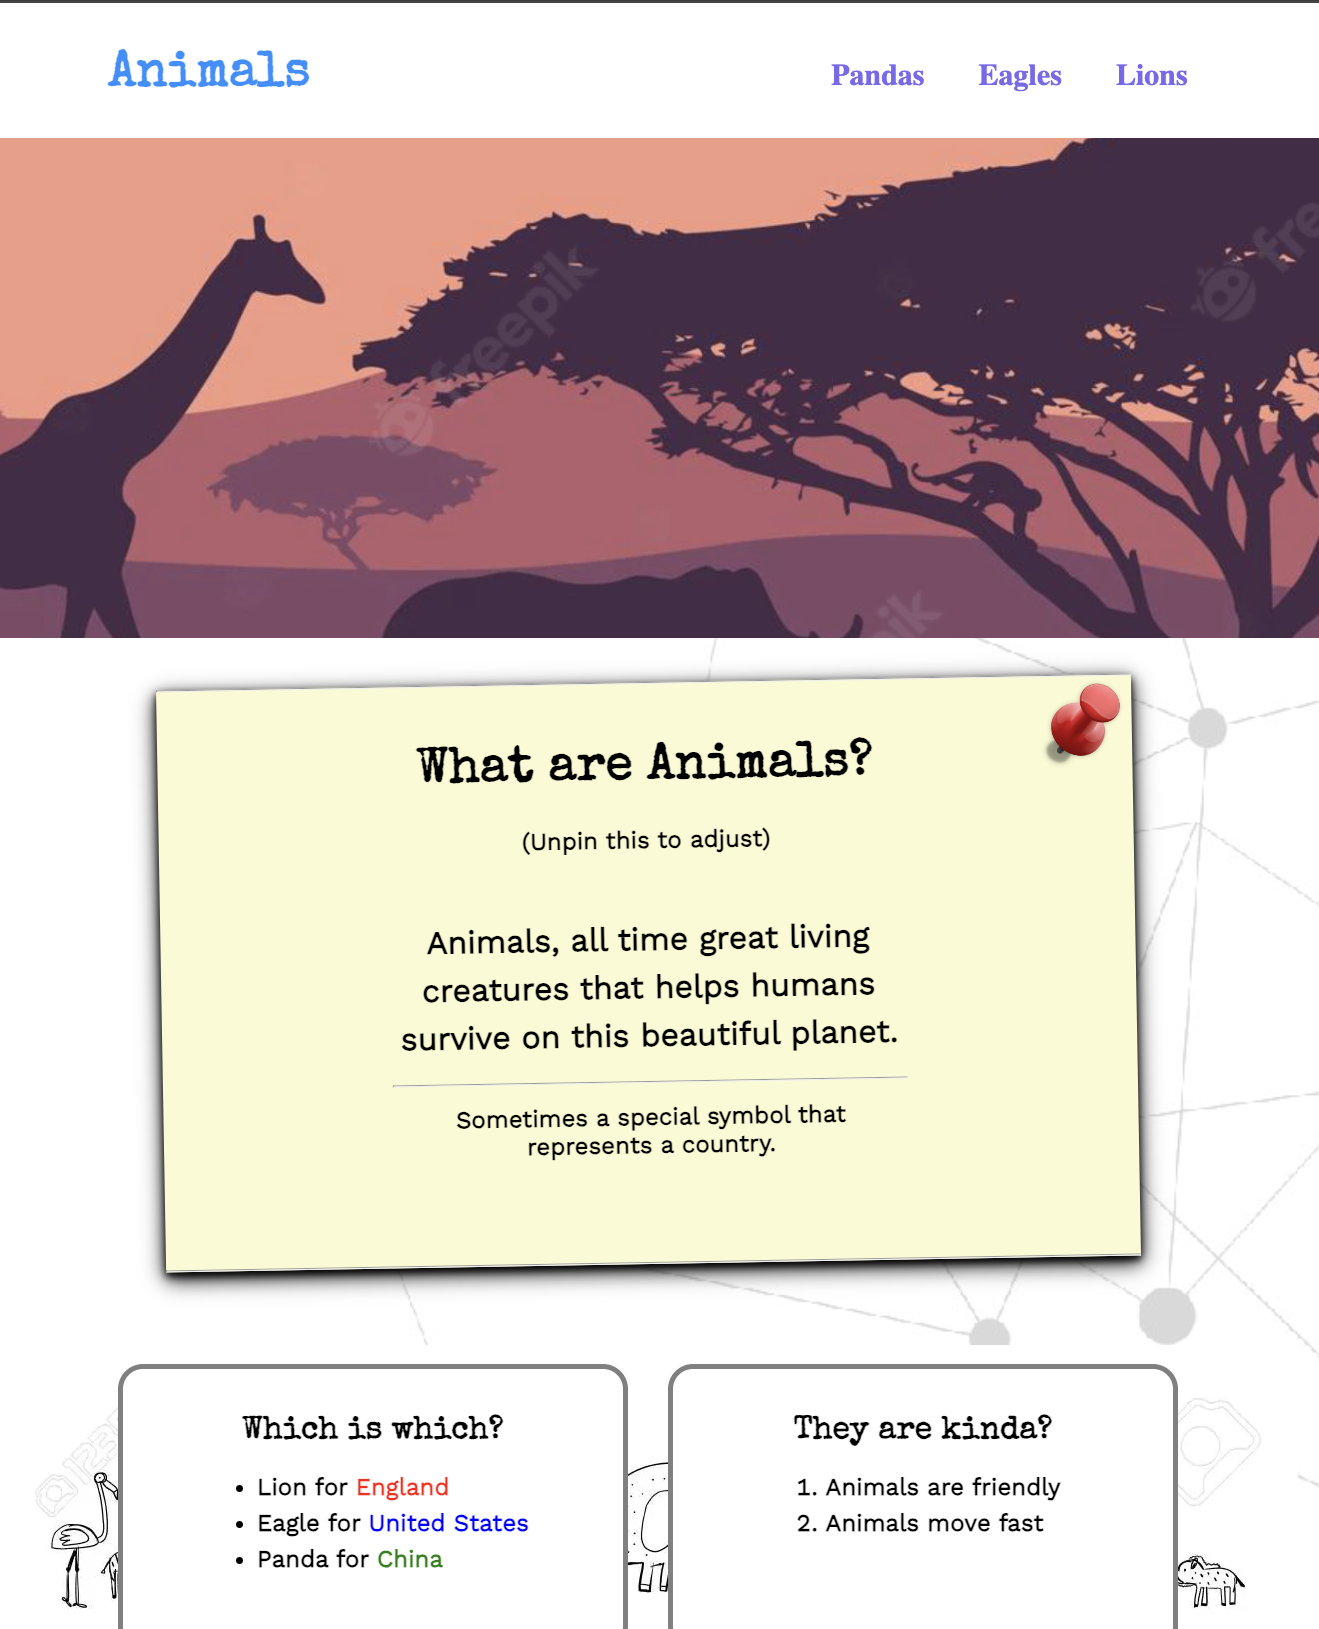 Animals
Pandas Eagles Lions
freepik
fre
pik
What are Animals?
(Unpin this to adjust)
Animals, all time great living
creatures that helps humans
survive on this beautiful planet.
Sometimes a special symbol that
represents a country.
Which is which?
• Lion for England
• Eagle for United States
• Panda for China
They are kinda?
1. Animals are friendly
2. Animals move fast